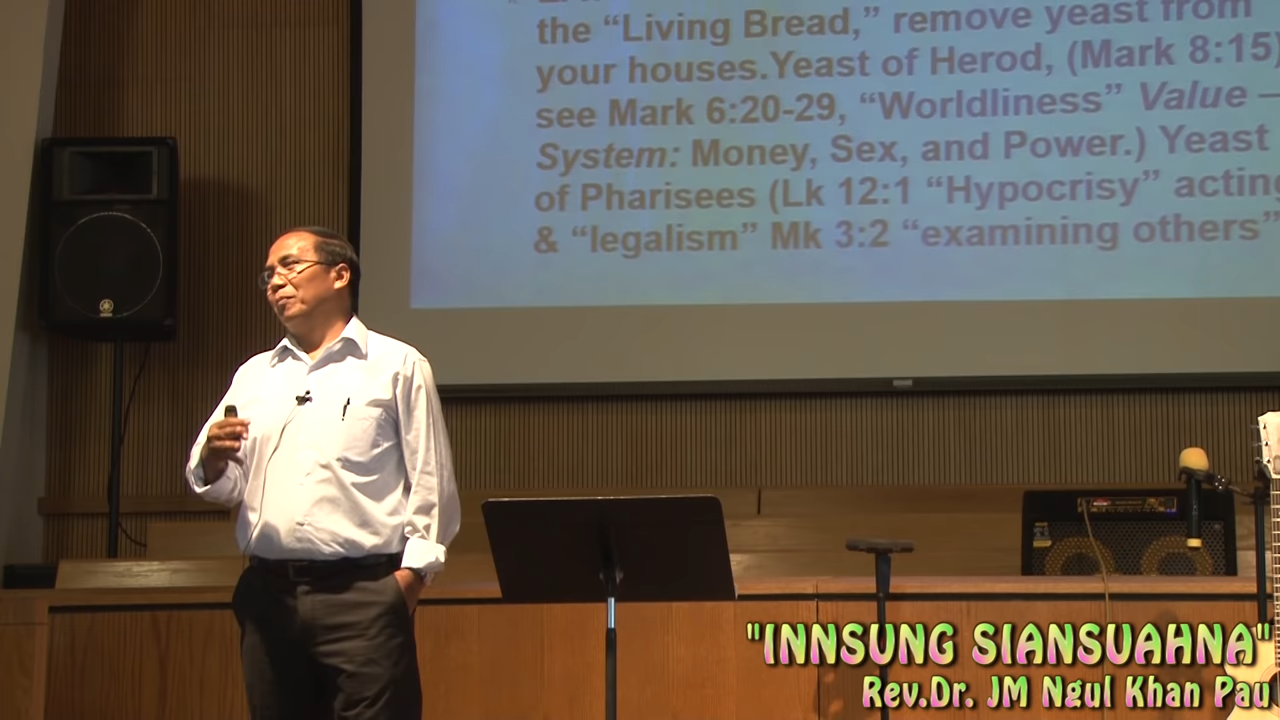 the “Living Bread,” remove yeast from
your houses.Yeast of Herod, (Mark 8:15)
see Mark 6:20-29, “Worldliness” Value –
System: Money, Sex, and Power.) Yeast
of Pharisees (Lk 12:1 “Hypocrisy” acting
& “legalism” Mk 3:2 “examining others”
"INNSUNG SIANSUAHNA"
Rev.Dr. JM Ngul Khan Pau